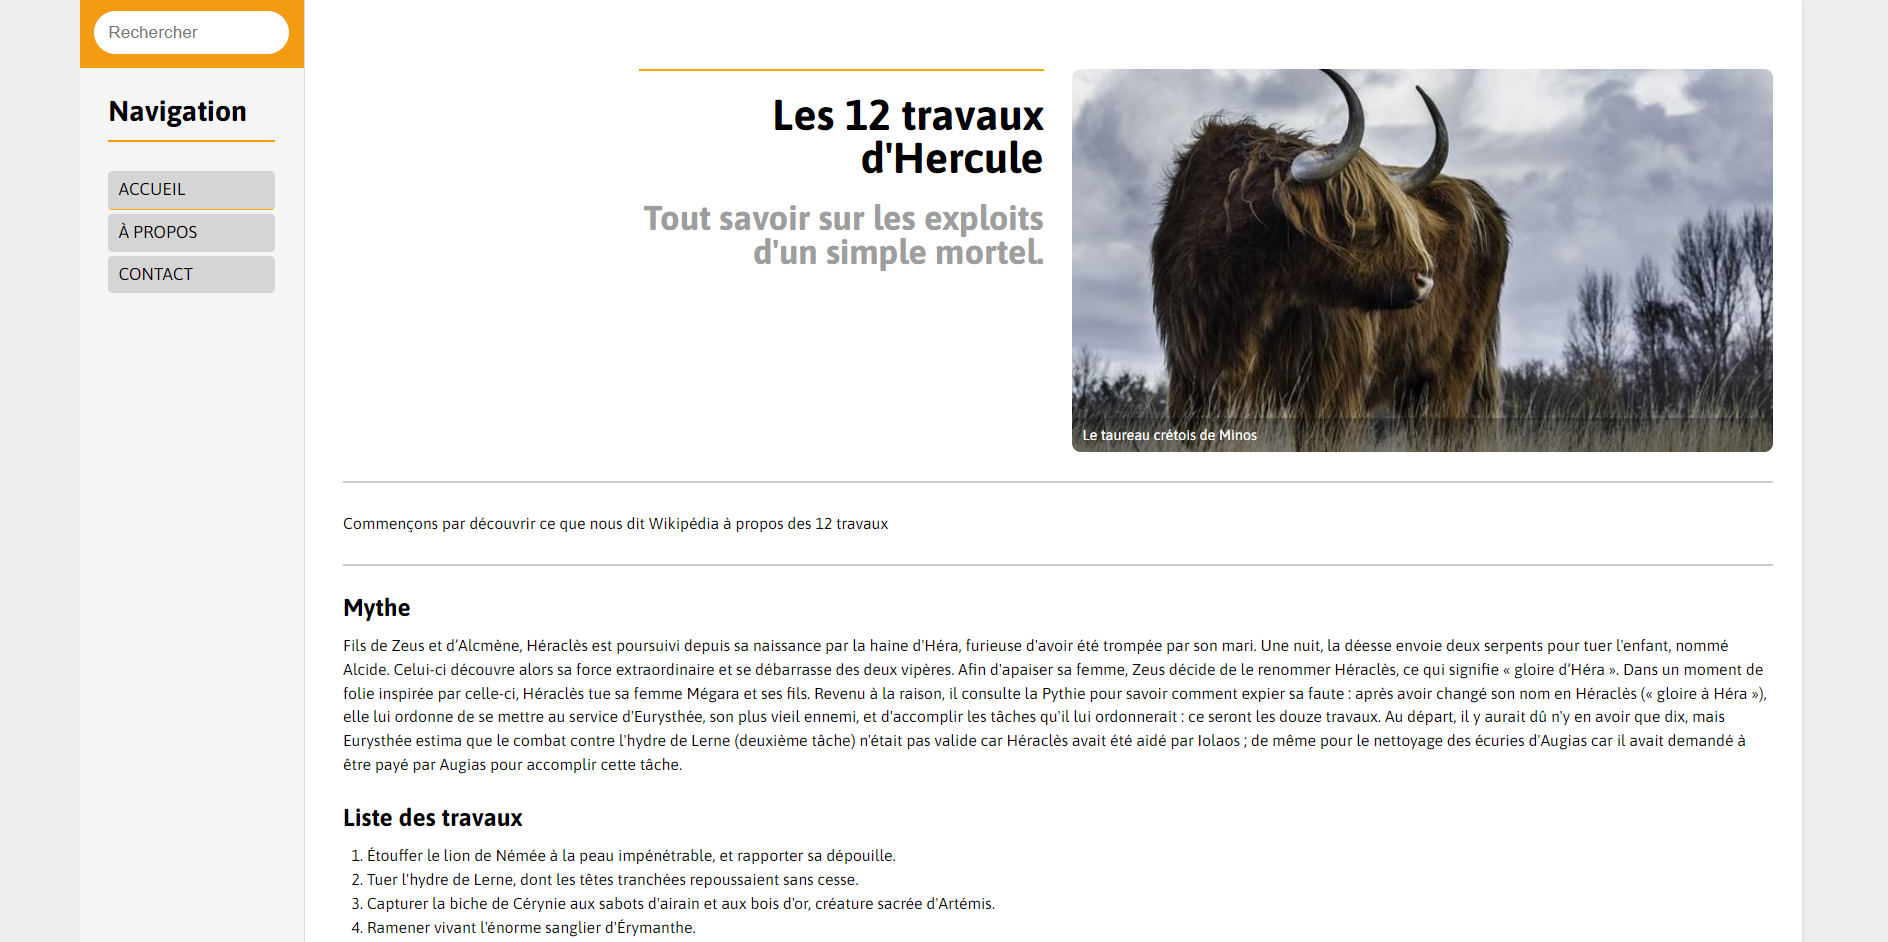 Rechercher
Navigation
ACCUEIL
À PROPOS
CONTACT
Les 12 travaux
d'Hercule
Tout savoir sur les exploits
d'un simple mortel.
Le taureau crétois de Minos
Commençons par découvrir ce que nous dit Wikipédia à propos des 12 travaux
Mythe
Fils de Zeus et d’Alcmène, Héraclès est poursuivi depuis sa naissance par la haine d'Héra, furieuse d'avoir été trompée par son mari. Une nuit, la déesse envoie deux serpents pour tuer l'enfant, nommé
Alcide. Celui-ci découvre alors sa force extraordinaire et se débarrasse des deux vipères. Afin d'apaiser sa femme, Zeus décide de le renommer Héraclès, ce qui signifie « gloire d’Héra ». Dans un moment de
folie inspirée par celle-ci, Héraclès tue sa femme Mégara et ses fils. Revenu à la raison, il consulte la Pythie pour savoir comment expier sa faute : après avoir changé son nom en Héraclès (« gloire à Héra »),
elle lui ordonne de se mettre au service d'Eurysthée, son plus vieil ennemi, et d'accomplir les tâches qu'il lui ordonnerait : ce seront les douze travaux. Au départ, il y aurait dû n'y en avoir que dix, mais
Eurysthée estima que le combat contre l'hydre de Lerne (deuxième tâche) n'était pas valide car Héraclès avait été aidé par Iolaos ; de même pour le nettoyage des écuries d'Augias car il avait demandé à
être payé par Augias pour accomplir cette tâche.
Liste des travaux
1. Étouffer le lion de Némée à la peau impénétrable, et rapporter sa dépouille.
2. Tuer l'hydre de Lerne, dont les têtes tranchées repoussaient sans cesse.
3. Capturer la biche de Cérynie aux sabots d'airain et aux bois d'or, créature sacrée d'Artémis.
4. Ramener vivant l'énorme sanglier d'Érymanthe.